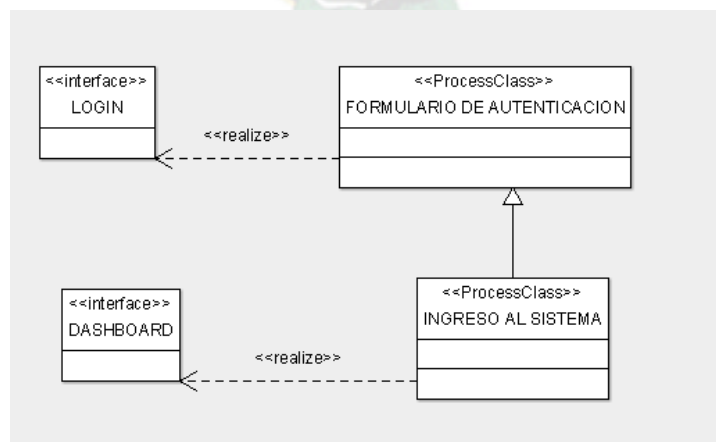 <<interface>>
LOGIN
<<realize>>
<<ProcessClass>>
FORMULARIO DE AUTENTICACION
<<interface>>
DASHBOARD
<<realize>>
<<ProcessClass>>
INGRESO AL SISTEMA